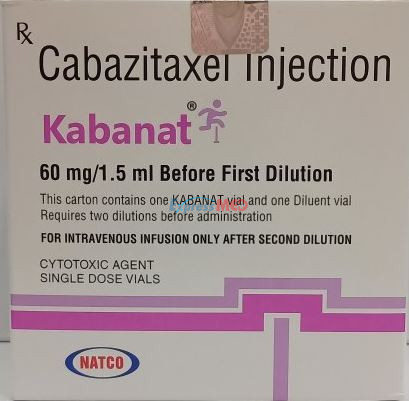 Rx
Cabazitaxel Injection
Kabanat®
60 mg/1.5 ml Before First Dilution
This carton contains one KABANAT vial and one Diluent vial
Requires two dilutions before administration
FOR INTRAVENOUS INFUSION ONLY AFTER SECOND DILUTION
CYTOTOXIC AGENT
SINGLE DOSE VIALS
NATCO